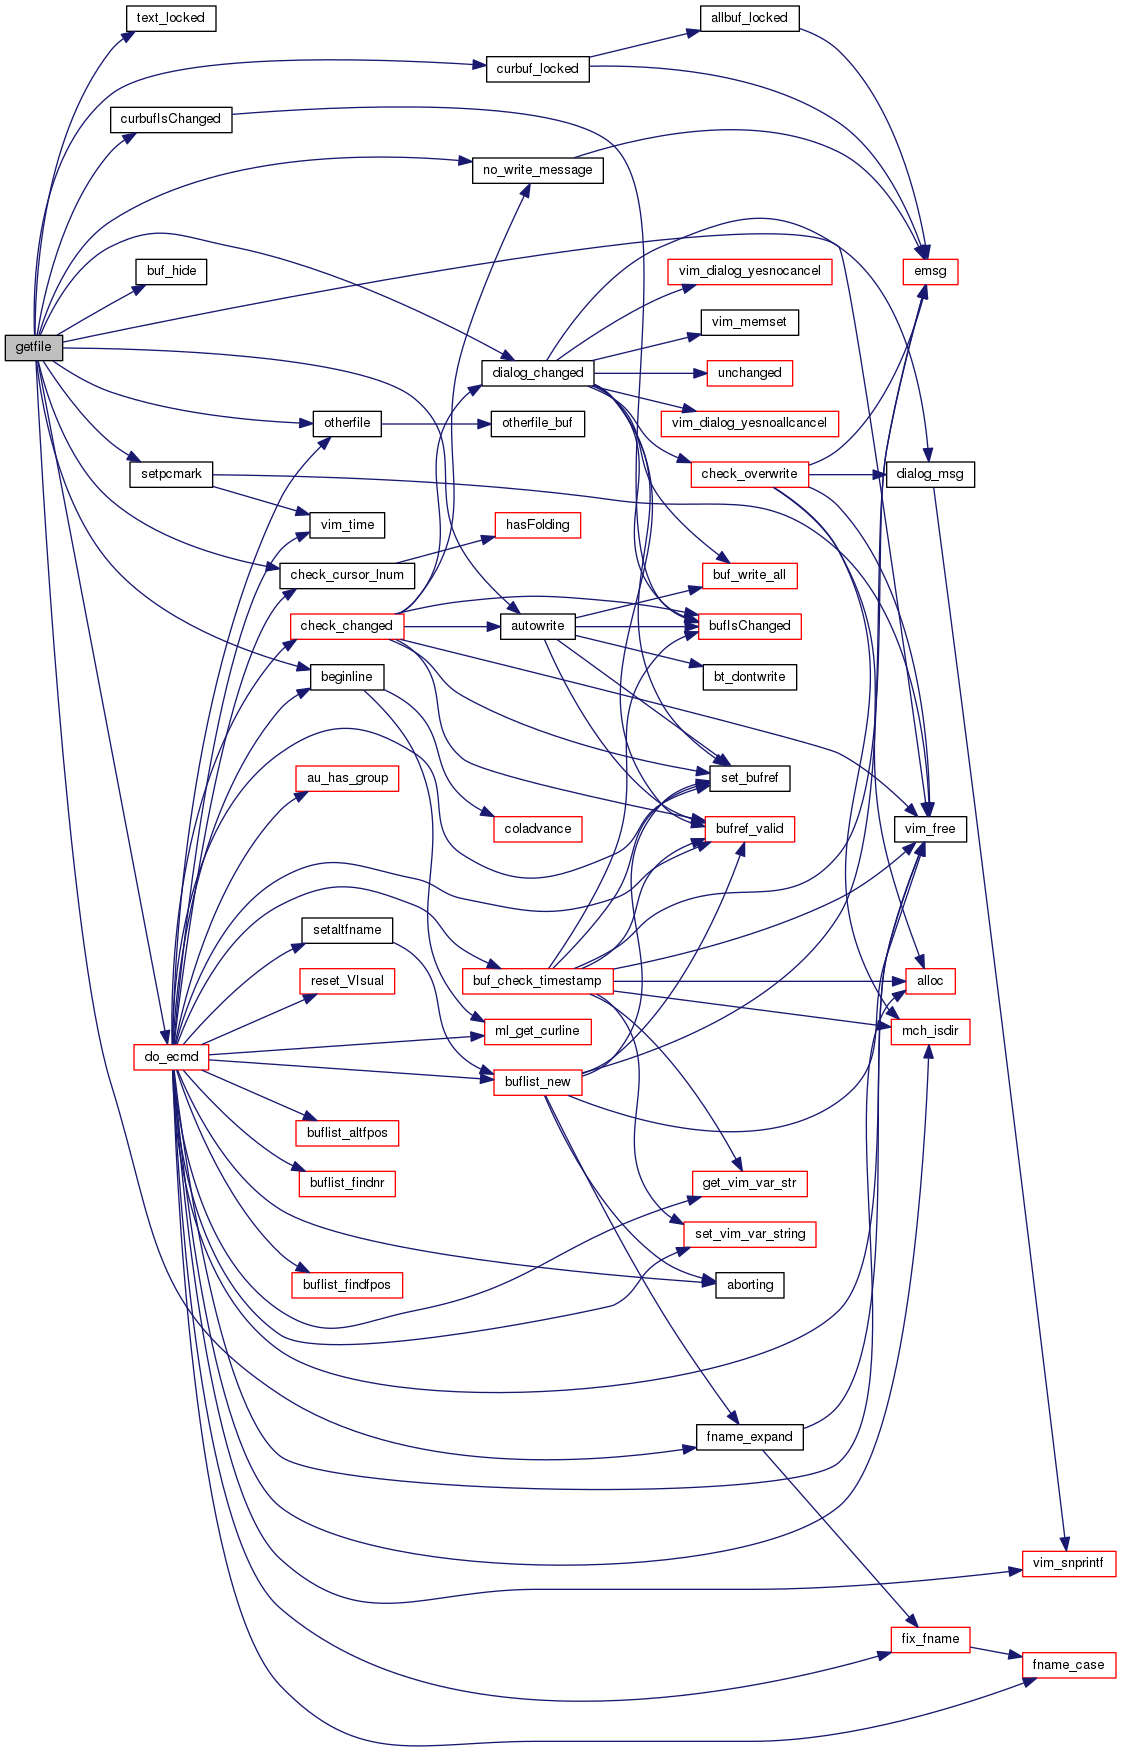 text_locked
allbuf_locked
curbuf_locked
curbufIsChanged
no_write_message
buf_hide
emsg
vim_dialog_yesnocancel
vim_memset
getfile
dialog_changed
unchanged
otherfile
otherfile_buf
vim_dialog_yesnoallcancel
setpcmark
check_overwrite
dialog_msg
vim_time
hasFolding
check_cursor_lnum
buf_write_all
check_changed
autowrite
bufIsChanged
beginline
bt_dontwrite
au_has_group
set_bufref
coladvance
bufref_valid
vim_free
setaltfname
reset_VIsual
buf_check_timestamp
alloc
ml_get_curline
mch_isdir
do_ecmd
buflist_new
buflist_altfpos
buflist_findnr
get_vim_var_str
set_vim_var_string
buflist_findfpos
aborting
fname_expand
vim_snprintf
fix_fname
fname_case